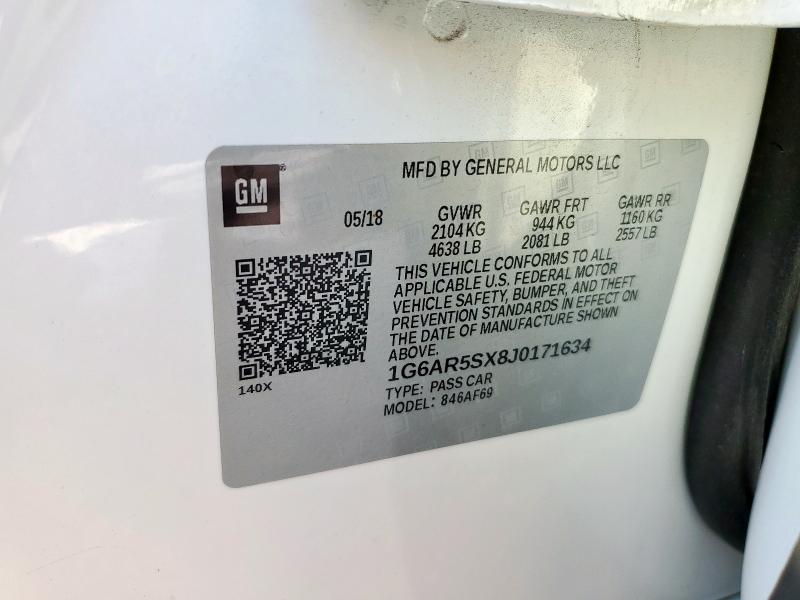 MFD BY GENERAL MOTORS LLC
GM®
05/18
GVWR GAWR FRT GAWR RR
2104 KG 944 KG 1160 KG
4638 LB 2081 LB 2557 LB
THIS VEHICLE CONFORMS TO ALL
APPLICABLE U.S. FEDERAL MOTOR
VEHICLE SAFETY, BUMPER, AND THEFT
PREVENTION STANDARDS IN EFFECT ON
THE DATE OF MANUFACTURE SHOWN
ABOVE.
1G6AR5SX8J0171634
TYPE: PASS CAR
MODEL: 846AF69
140X